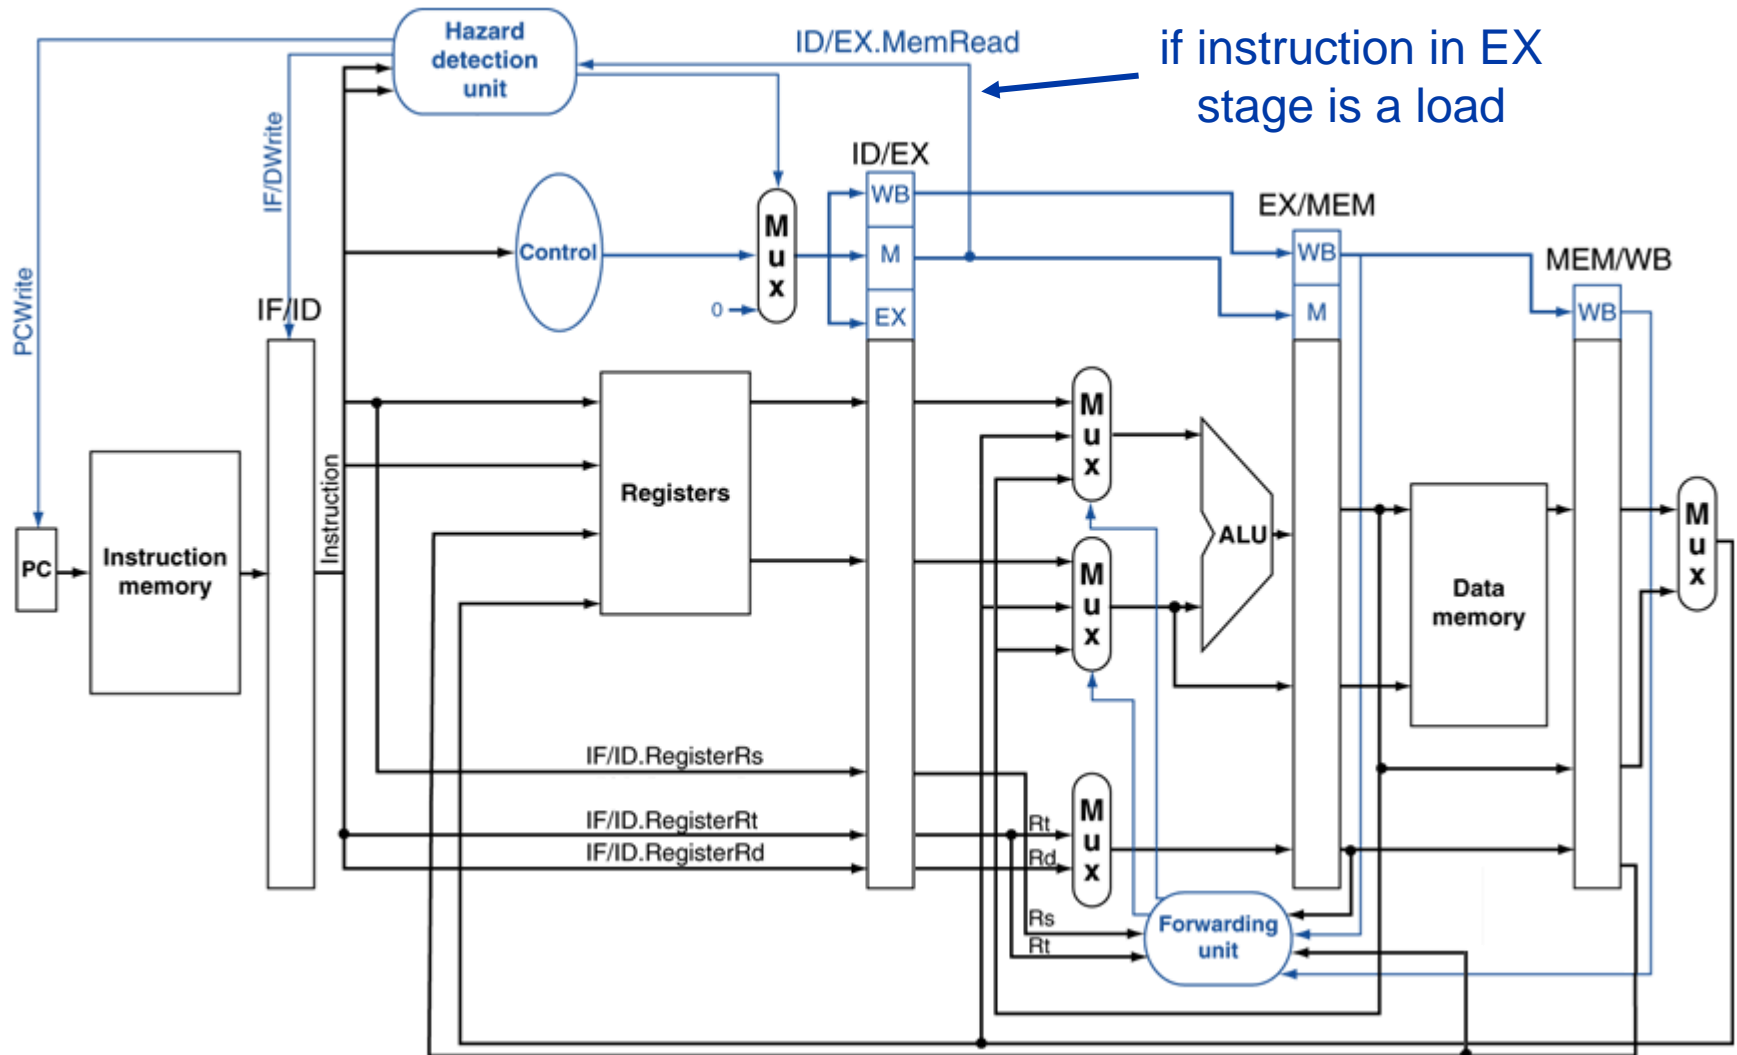 Hazard
detection
unit
ID/EX.MemRead
if instruction in EX
stage is a load
IF/DWrite
PCWrite
ID/EX
WB
M
EX
Control
M
u
x
0
EX/MEM
WB
M
MEM/WB
WB
IF/ID
Instruction
PC
Instruction
memory
Registers
M
u
x
M
u
x
ALU
Data
memory
M
u
x
IF/ID.RegisterRs
IF/ID.RegisterRt
IF/ID.RegisterRd
Rt
Rd
M
u
x
Rs
Rt
Forwarding
unit